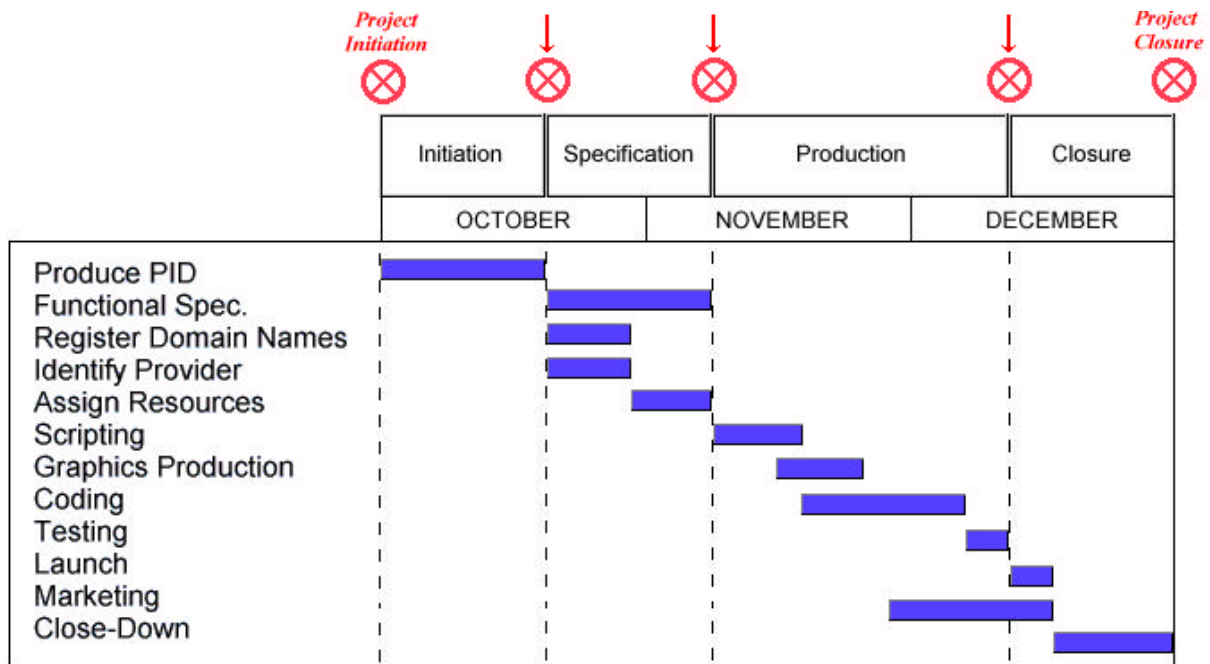 Project
Initiation
Project
Closure
Initiation
Specification
Production
Closure
OCTOBER
NOVEMBER
DECEMBER
Produce PID
Functional Spec.
Register Domain Names
Identify Provider
Assign Resources
Scripting
Graphics Production
Coding
Testing
Launch
Marketing
Close-Down